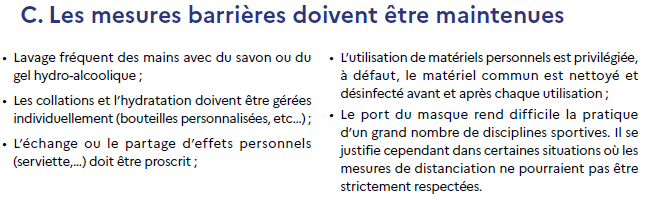 C. Les mesures barrières doivent être maintenues
• Lavage fréquent des mains avec du savon ou du
gel hydro-alcoolique ;
• Les collations et l'hydratation doivent être gérées
individuellement (bouteilles personnalisées, etc...) ;
• L'échange ou le partage d'effets personnels
(serviette,...) doit être proscrit ;
• L'utilisation de matériels personnels est privilégiée,
à défaut, le matériel commun est nettoyé et
désinfecté avant et après chaque utilisation ;
• Le port du masque rend difficile la pratique
d'un grand nombre de disciplines sportives. Il se
justifie cependant dans certaines situations où les
mesures de distanciation ne pourraient pas être
strictement respectées.